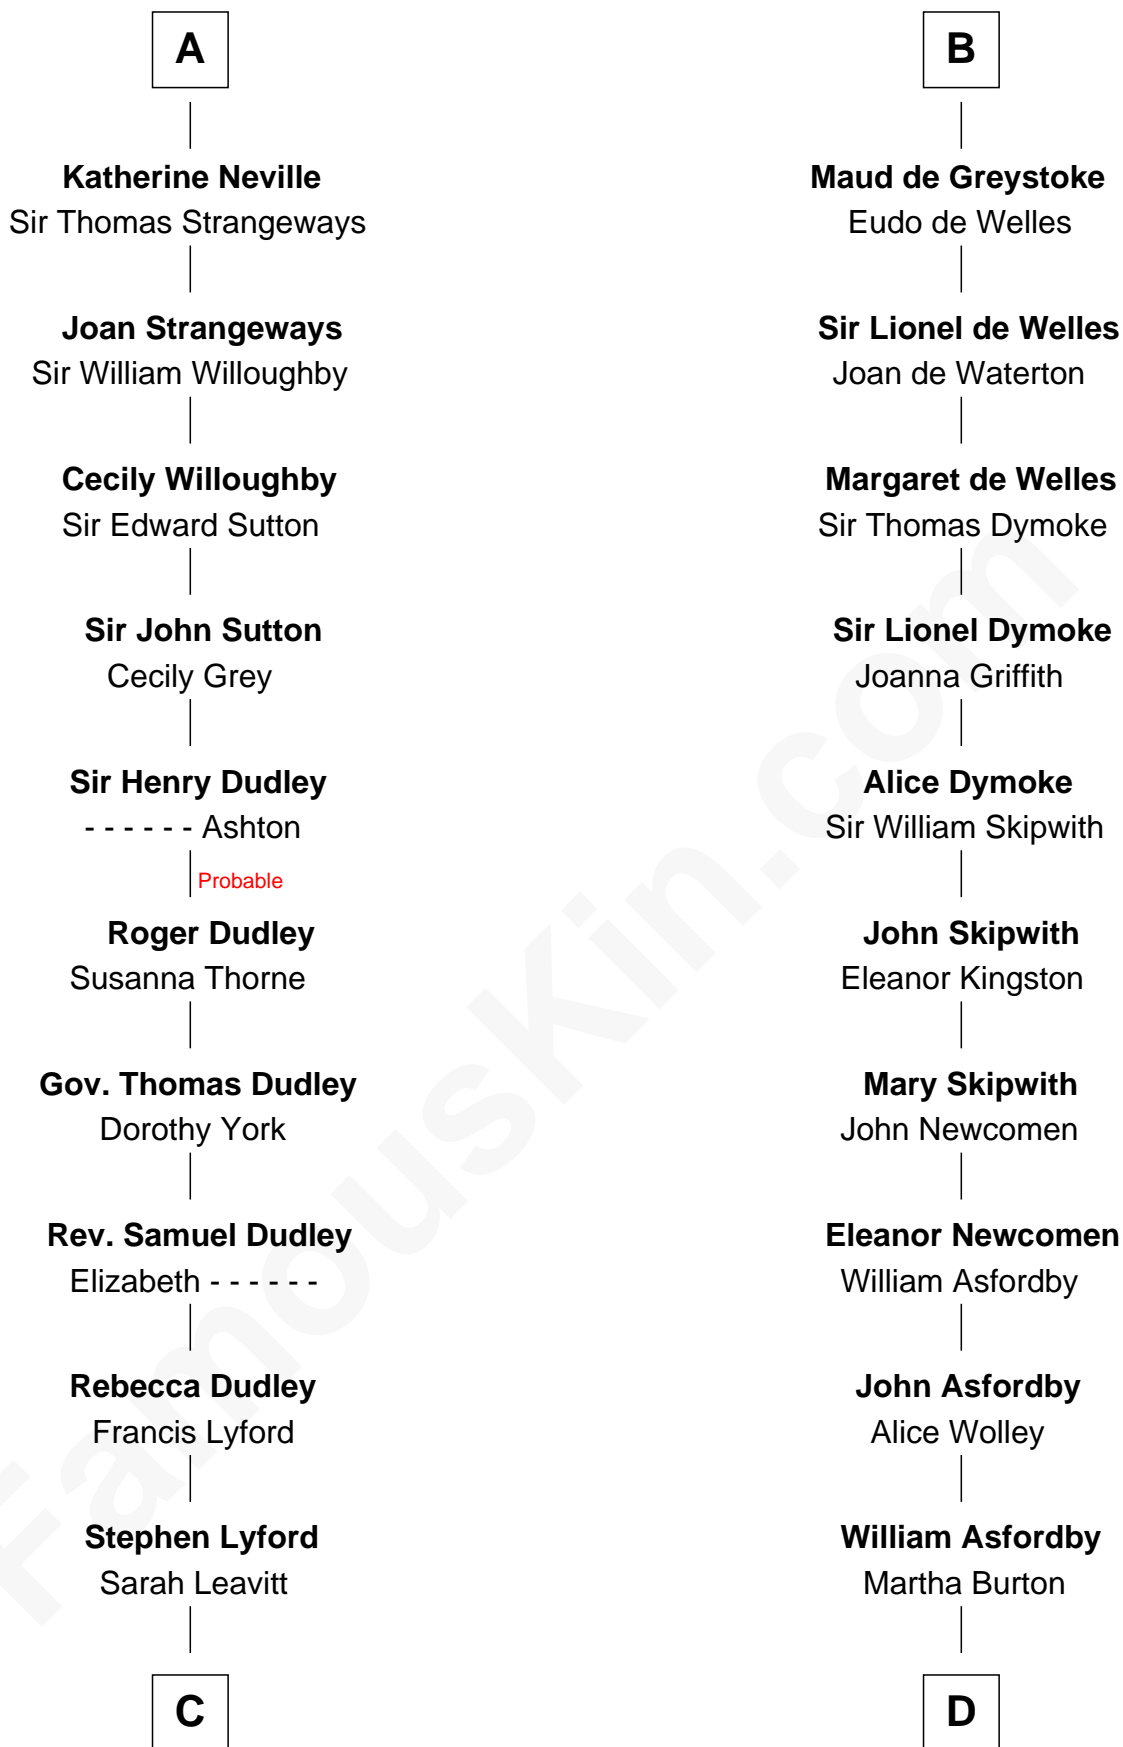 A
Katherine Neville
Sir Thomas Strangeways
Joan Strangeways
Sir William Willoughby
Cecily Willoughby
Sir Edward Sutton
Sir John Sutton
Cecily Grey
Sir Henry Dudley
- - - - - - Ashton
Probable
Roger Dudley
Susanna Thorne
Gov. Thomas Dudley
Dorothy York
Rev. Samuel Dudley
Elizabeth - - - - - -
Rebecca Dudley
Francis Lyford
Stephen Lyford
Sarah Leavitt
C
B
Maud de Greystoke
Eudo de Welles
Sir Lionel de Welles
Joan de Waterton
Margaret de Welles
Sir Thomas Dymoke
Sir Lionel Dymoke
Joanna Griffith
Alice Dymoke
Sir William Skipwith
John Skipwith
Eleanor Kingston
Mary Skipwith
John Newcomen
Eleanor Newcomen
William Asfordby
John Asfordby
Alice Wolley
William Asfordby
Martha Burton
D
FamousKin.com